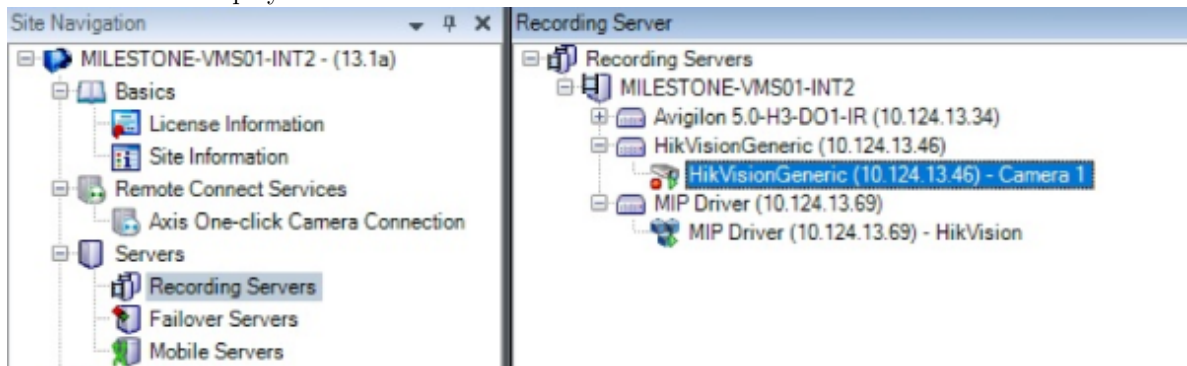 Site Navigation
MILESTONE-VMS01-INT2 - (13.1a)
Basics
License Information
Site Information
Remote Connect Services
Axis One-click Camera Connection
Servers
Recording Servers
Failover Servers
Mobile Servers
Recording Server
Recording Servers
MILESTONE-VMS01-INT2
Avigilon 5.0-H3-DO1-IR (10.124.13.34)
HikVisionGeneric (10.124.13.46)
HikVisionGeneric (10.124.13.46) - Camera 1
MIP Driver (10.124.13.69)
MIP Driver (10.124.13.69) - HikVision